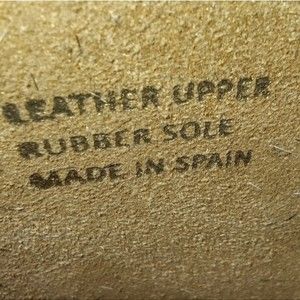 LEATHER UPPER
RUBBER SOLE
MADE IN SPAIN